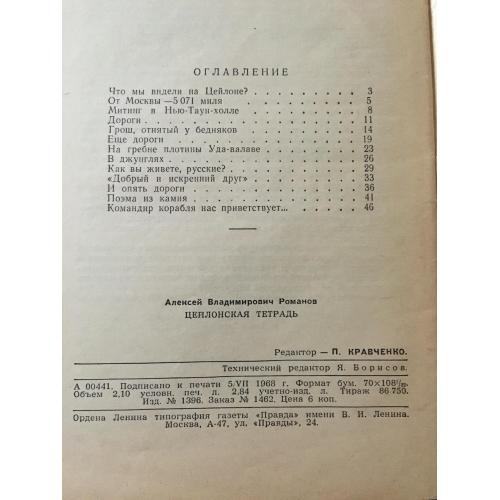 ОГЛАВЛЕНИЕ
Что мы видели на Цейлоне? . . . . . . . . . 3
От Москвы —5 071 миля . . . . . . . . . 5
Митинг в Нью-Таун-холле . . . . . . . . . 8
Дороги . . . . . . . . . . . . . . . 11
Грош, отнятый у бедняков . . . . . . . . . 14
Еще дороги . . . . . . . . . . . . . 19
На гребне плотины Уда-валаве . . . . . . . 23
В джунглях . . . . . . . . . . . . . 26
Как вы живете, русские? . . . . . . . . . 29
«Добрый и искренний друг» . . . . . . . . 33
И опять дороги . . . . . . . . . . . . 36
Поэма из камня . . . . . . . . . . . . 41
Командир корабля нас приветствует... . . . . . . 46
Алексей Владимирович Романов
ЦЕЙЛОНСКАЯ ТЕТРАДЬ
Редактор — П. КРАВЧЕНКО.
Технический редактор Я. Борисов.
А 00441. Подписано к печати 5/VII 1968 г. Формат бум. 70×108¹/₃₂.
Объем 2,10 условн. печ. л. 2,84 учетно-изд. л. Тираж 86 750.
Изд. № 1396. Заказ № 1462. Цена 6 коп.
Ордена Ленина типография газеты «Правда» имени В. И. Ленина.
Москва, А-47, ул. «Правды», 24.